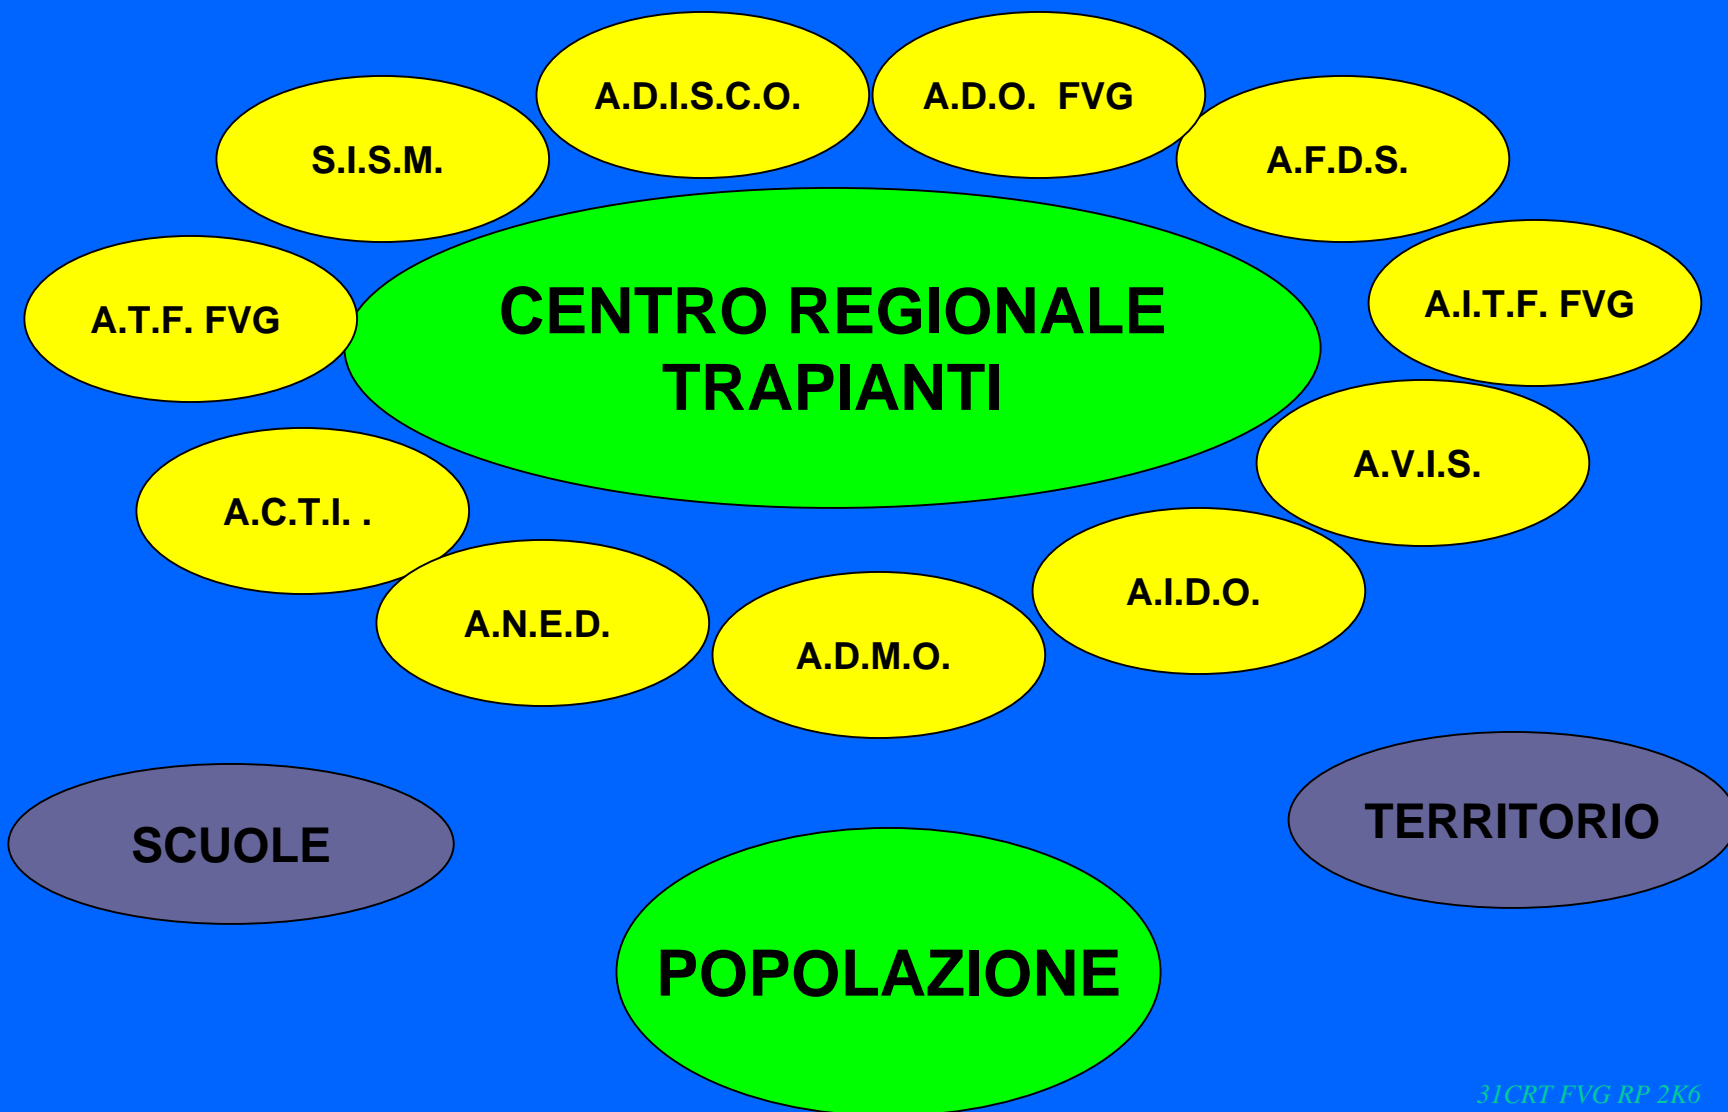 A.D.I.S.C.O.
A.D.O. FVG
S.I.S.M.
A.F.D.S.
A.T.F. FVG
CENTRO REGIONALE
TRAPIANTI
A.I.T.F. FVG
A.V.I.S.
A.C.T.I. .
A.N.E.D.
A.D.M.O.
A.I.D.O.
SCUOLE
TERRITORIO
POPOLAZIONE
31CRT FVG RP 2K6